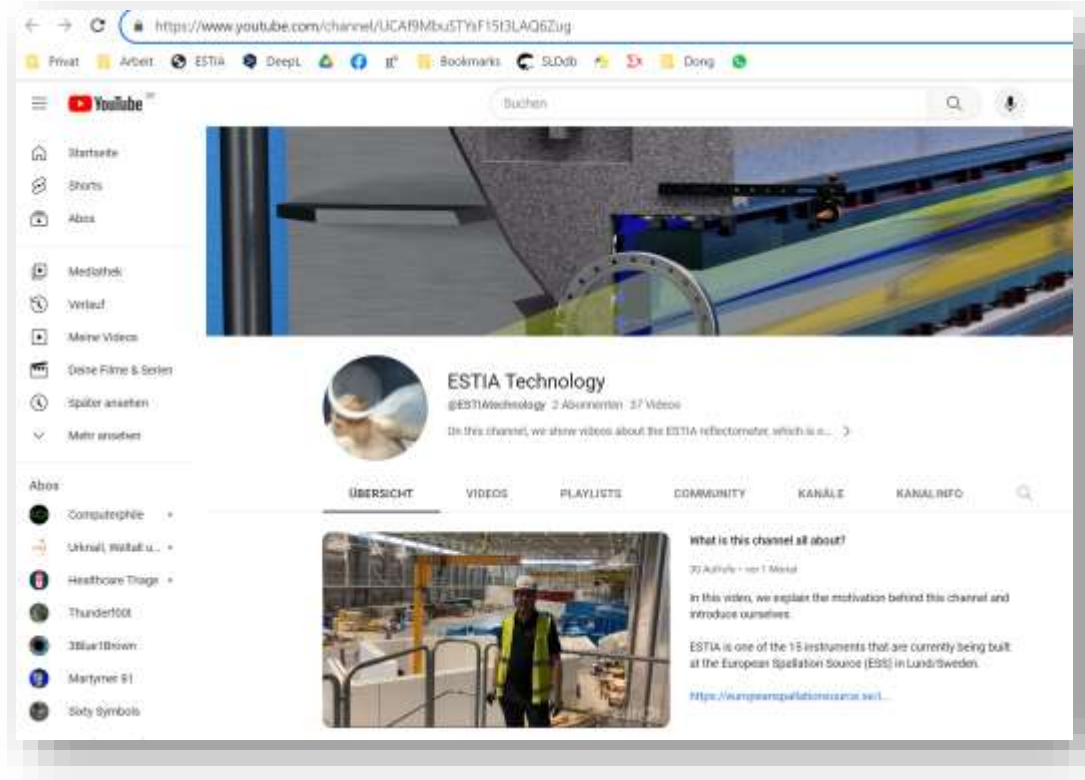 https://www.youtube.com/channel/
Privat Arbeit ESTIA DeepL Bookmarks SLDdb Dong
YouTube
Suchen
Startseite
Shorts
Abos
Mediathek
Verlauf
Meine Videos
Deine Filme & Serien
Später ansehen
Mehr ansehen
Abos
Computerphile
Urknall, Weltall u...
Healthcare Triage
Thunderf00t
3Blue1Brown
Martymer 81
Sixty Symbols
ESTIA Technology
@ESTIAtechnology 2 Abonnenten 37 Videos
On this channel, we show videos about the ESTIA reflectometer, which is o...
ÜBERSICHT VIDEOS PLAYLISTS COMMUNITY KANÄLE KANALINFO
What is this channel all about?
30 Aufrufe • vor 1 Monat
In this video, we explain the motivation behind this channel and
introduce ourselves.
ESTIA is one of the 15 instruments that are currently being built
at the European Spallation Source (ESS) in Lund/Sweden.
https://europeanspallationsource.se/i...